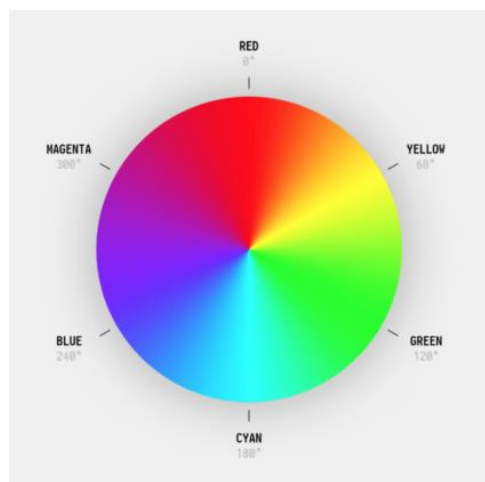 RED
0°
MAGENTA
300°
YELLOW
60°
BLUE
240°
GREEN
120°
CYAN
180°